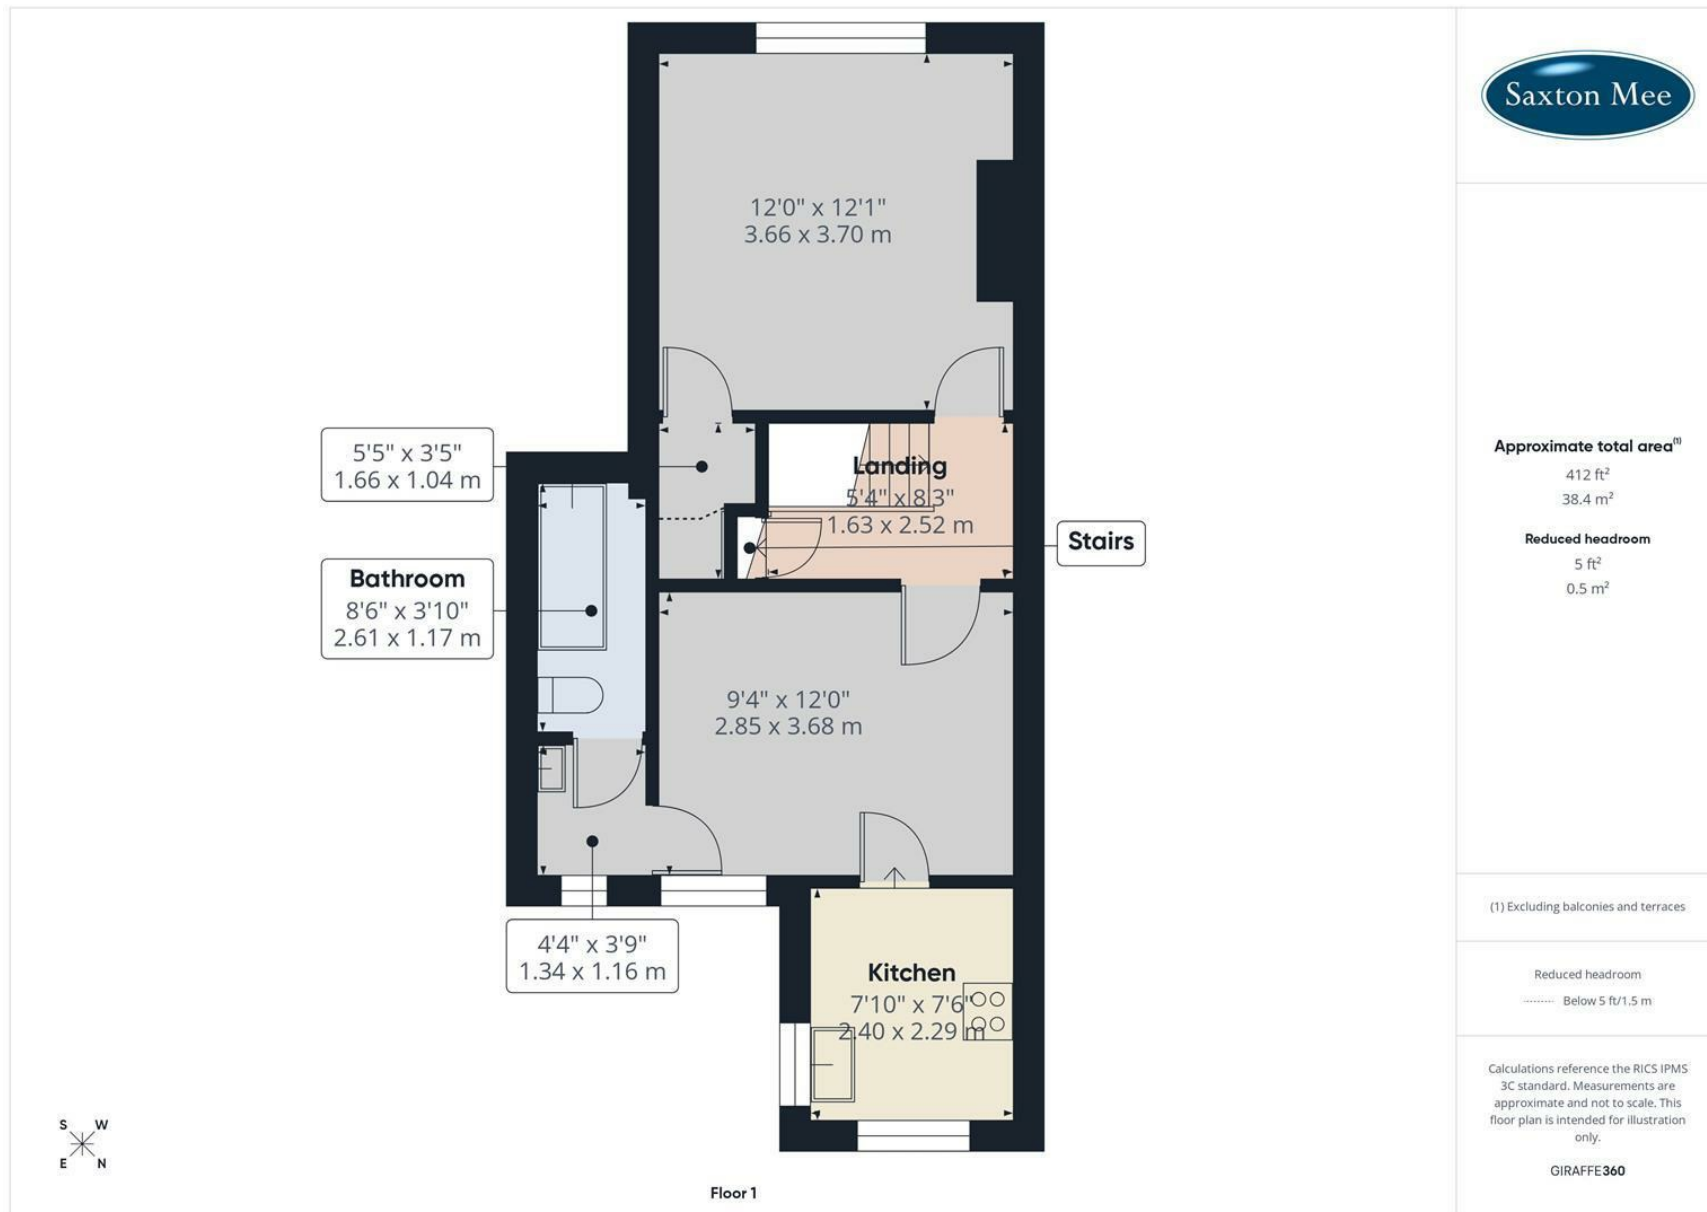 12'0" x 12'1"
3.66 x 3.70 m
5'5" x 3'5"
1.66 x 1.04 m
Landing
5'4" x 8'3"
1.63 x 2.52 m
Stairs
Bathroom
8'6" x 3'10"
2.61 x 1.17 m
9'4" x 12'0"
2.85 x 3.68 m
4'4" x 3'9"
1.34 x 1.16 m
Kitchen
7'10" x 7'6"
2.40 x 2.29 m
S W
E N
Floor 1
Saxton Mee
Approximate total area(1)
412 ft²
38.4 m²
Reduced headroom
5 ft²
0.5 m²
(1) Excluding balconies and terraces
Reduced headroom
Below 5 ft/1.5 m
Calculations reference the RICS IPMS
3C standard. Measurements are
approximate and not to scale. This
floor plan is intended for illustration
only.
GIRAFFE360